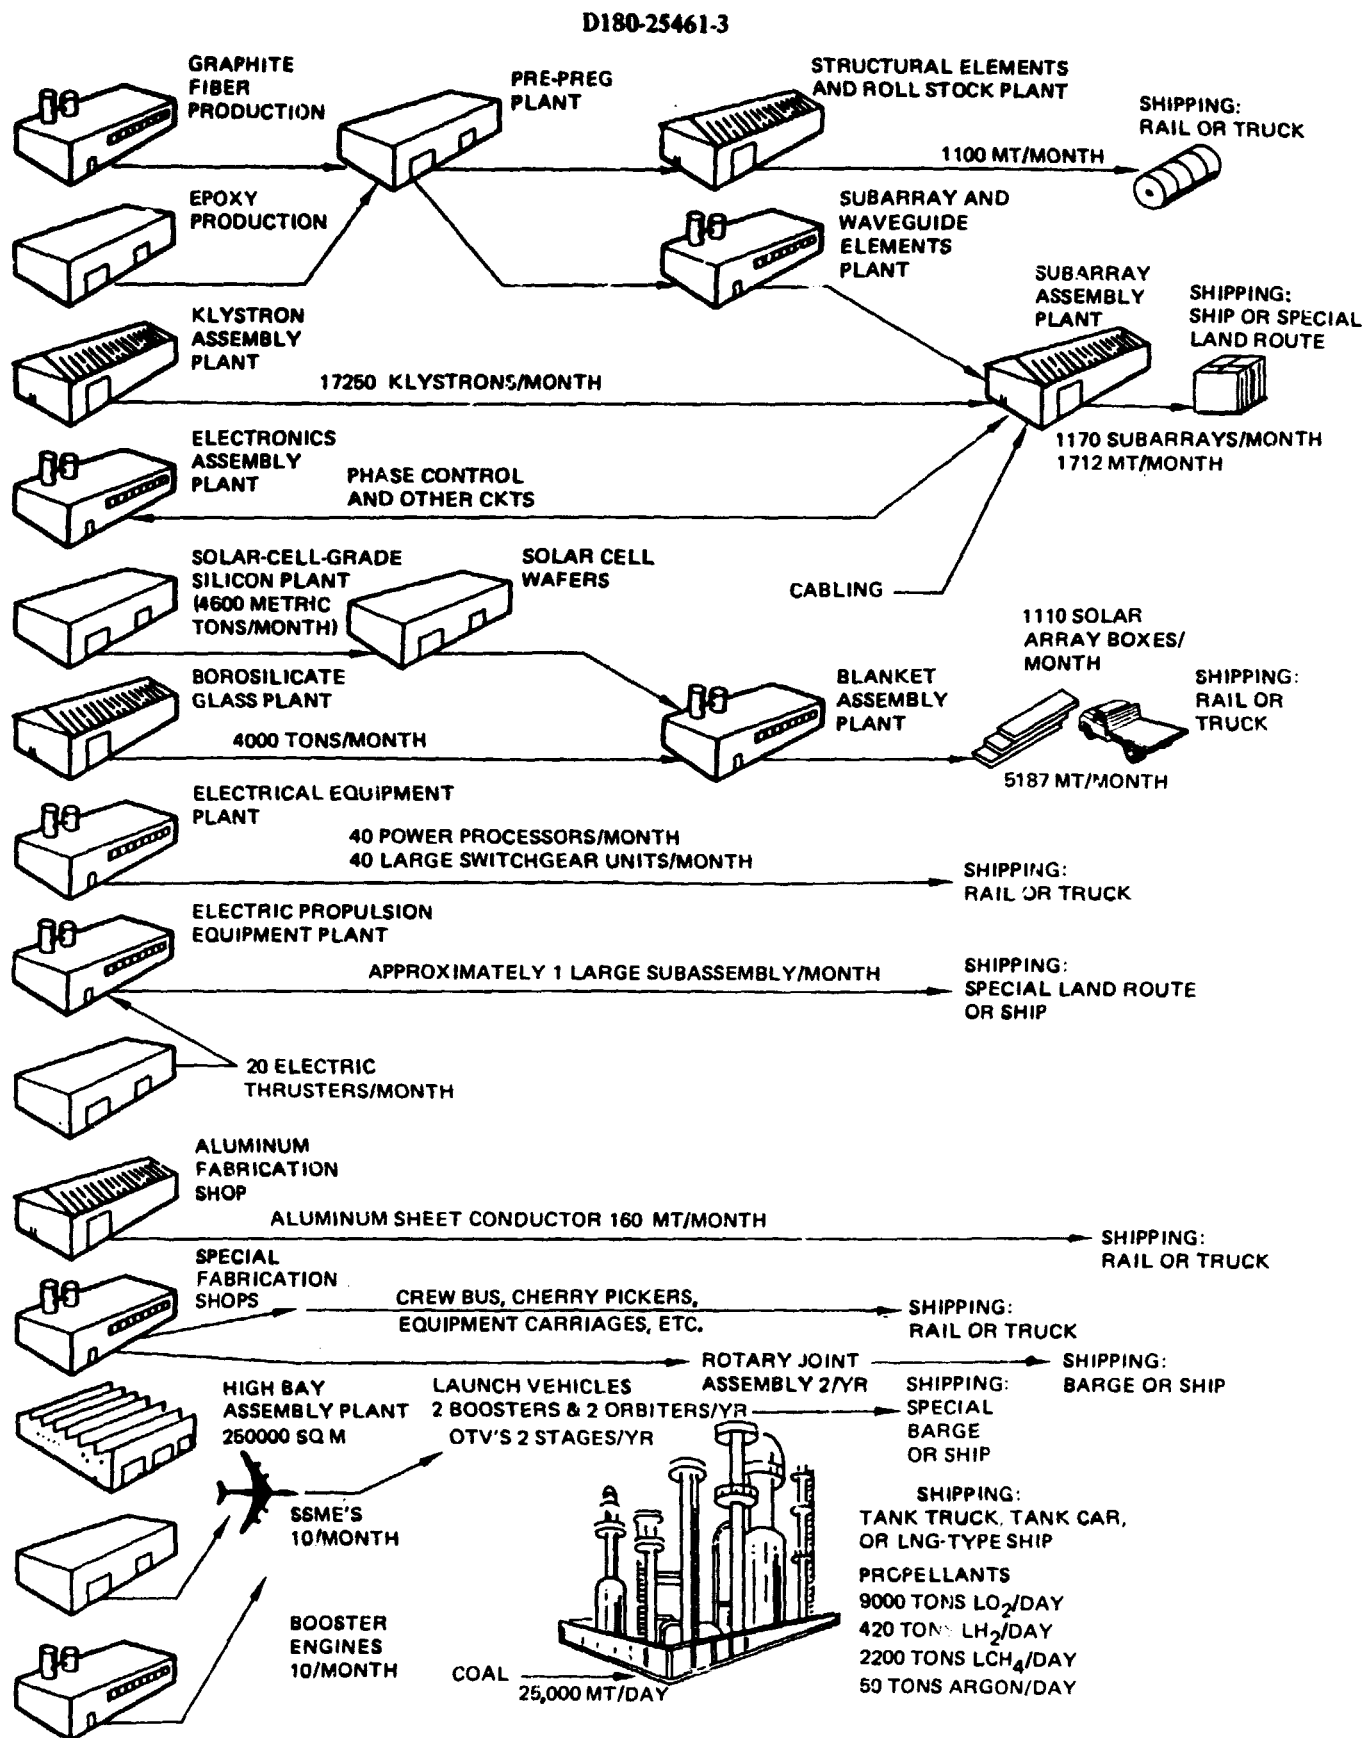 D180-25461-3
GRAPHITE
FIBER
PRODUCTION
PRE-PREG
PLANT
STRUCTURAL ELEMENTS
AND ROLL STOCK PLANT
SHIPPING:
RAIL OR TRUCK
1100 MT/MONTH
EPOXY
PRODUCTION
SUBARRAY AND
WAVEGUIDE
ELEMENTS
PLANT
SUBARRAY
ASSEMBLY
PLANT
SHIPPING:
SHIP OR SPECIAL
LAND ROUTE
KLYSTRON
ASSEMBLY
PLANT
17250 KLYSTRONS/MONTH
1170 SUBARRAYS/MONTH
1712 MT/MONTH
ELECTRONICS
ASSEMBLY
PLANT
PHASE CONTROL
AND OTHER CKTS
SOLAR-CELL-GRADE
SILICON PLANT
(4600 METRIC
TONS/MONTH)
SOLAR CELL
WAFERS
CABLING
1110 SOLAR
ARRAY BOXES/
MONTH
BOROSILICATE
GLASS PLANT
4000 TONS/MONTH
BLANKET
ASSEMBLY
PLANT
SHIPPING:
RAIL OR
TRUCK
5187 MT/MONTH
ELECTRICAL EQUIPMENT
PLANT
40 POWER PROCESSORS/MONTH
40 LARGE SWITCHGEAR UNITS/MONTH
SHIPPING:
RAIL OR TRUCK
ELECTRIC PROPULSION
EQUIPMENT PLANT
APPROXIMATELY 1 LARGE SUBASSEMBLY/MONTH
SHIPPING:
SPECIAL LAND ROUTE
OR SHIP
20 ELECTRIC
THRUSTERS/MONTH
ALUMINUM
FABRICATION
SHOP
ALUMINUM SHEET CONDUCTOR 160 MT/MONTH
SHIPPING:
RAIL OR TRUCK
SPECIAL
FABRICATION
SHOPS
CREW BUS, CHERRY PICKERS,
EQUIPMENT CARRIAGES, ETC.
SHIPPING:
RAIL OR TRUCK
ROTARY JOINT
ASSEMBLY 2/YR
SHIPPING:
BARGE OR SHIP
HIGH BAY
ASSEMBLY PLANT
250000 SQ M
LAUNCH VEHICLES
2 BOOSTERS & 2 ORBITERS/YR
OTV'S 2 STAGES/YR
SHIPPING:
SPECIAL
BARGE
OR SHIP
SSME'S
10/MONTH
SHIPPING:
TANK TRUCK, TANK CAR,
OR LNG-TYPE SHIP
PROPELLANTS
9000 TONS LO2/DAY
420 TONS LH2/DAY
2200 TONS LCH4/DAY
50 TONS ARGON/DAY
BOOSTER
ENGINES
10/MONTH
COAL
25,000 MT/DAY